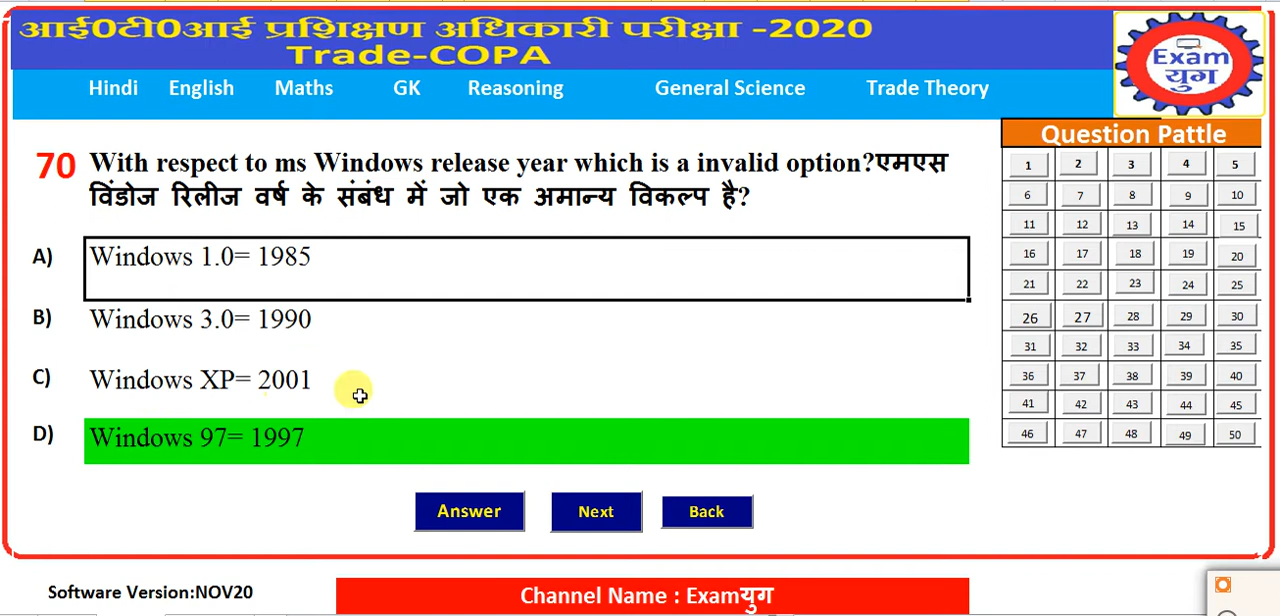 आई0टी0आई प्रशिक्षण अधिकारी परीक्षा -2020
Trade-COPA
Exam
युग
Hindi English Maths GK Reasoning General Science Trade Theory
Question Pattle
70 With respect to ms Windows release year which is a invalid option?एमएस
विंडोज रिलीज वर्ष के संबंध में जो एक अमान्य विकल्प है?
A) Windows 1.0= 1985
B) Windows 3.0= 1990
C) Windows XP= 2001
D) Windows 97= 1997
1 2 3 4 5
6 7 8 9 10
11 12 13 14 15
16 17 18 19 20
21 22 23 24 25
26 27 28 29 30
31 32 33 34 35
36 37 38 39 40
41 42 43 44 45
46 47 48 49 50
Answer Next Back
Software Version:NOV20
Channel Name : Examयुग